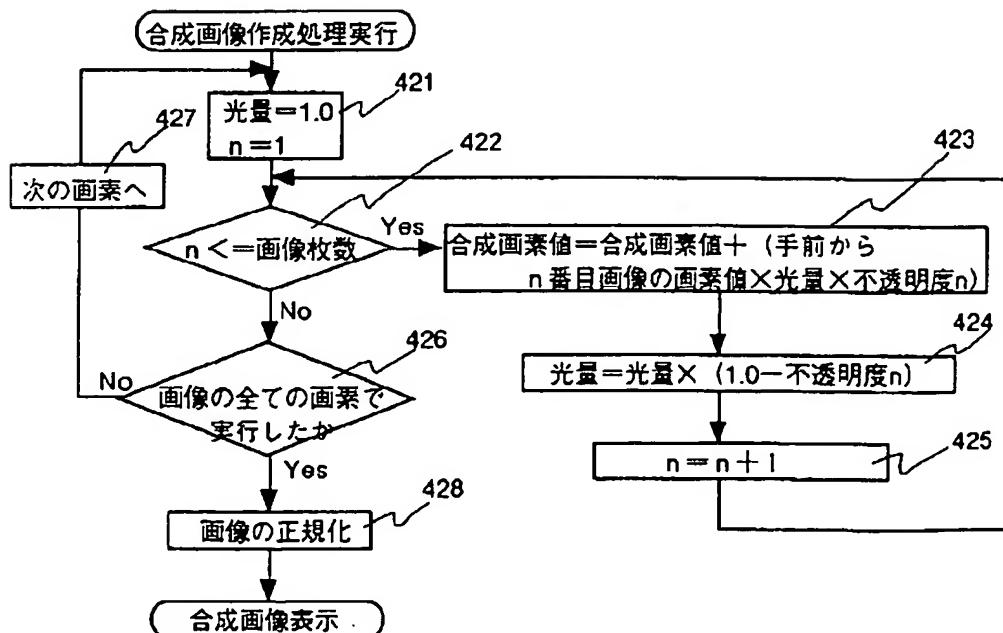 合成画像作成処理実行
421
光量=1.0
n=1
427
次の画素へ
422
n<=画像枚数
Yes
No
423
合成画素値=合成画素値+(手前から
n番目画像の画素値×光量×不透明度n)
424
光量=光量×(1.0-不透明度n)
425
n=n+1
426
No
画像の全ての画素で
実行したか
Yes
428
画像の正規化
合成画像表示